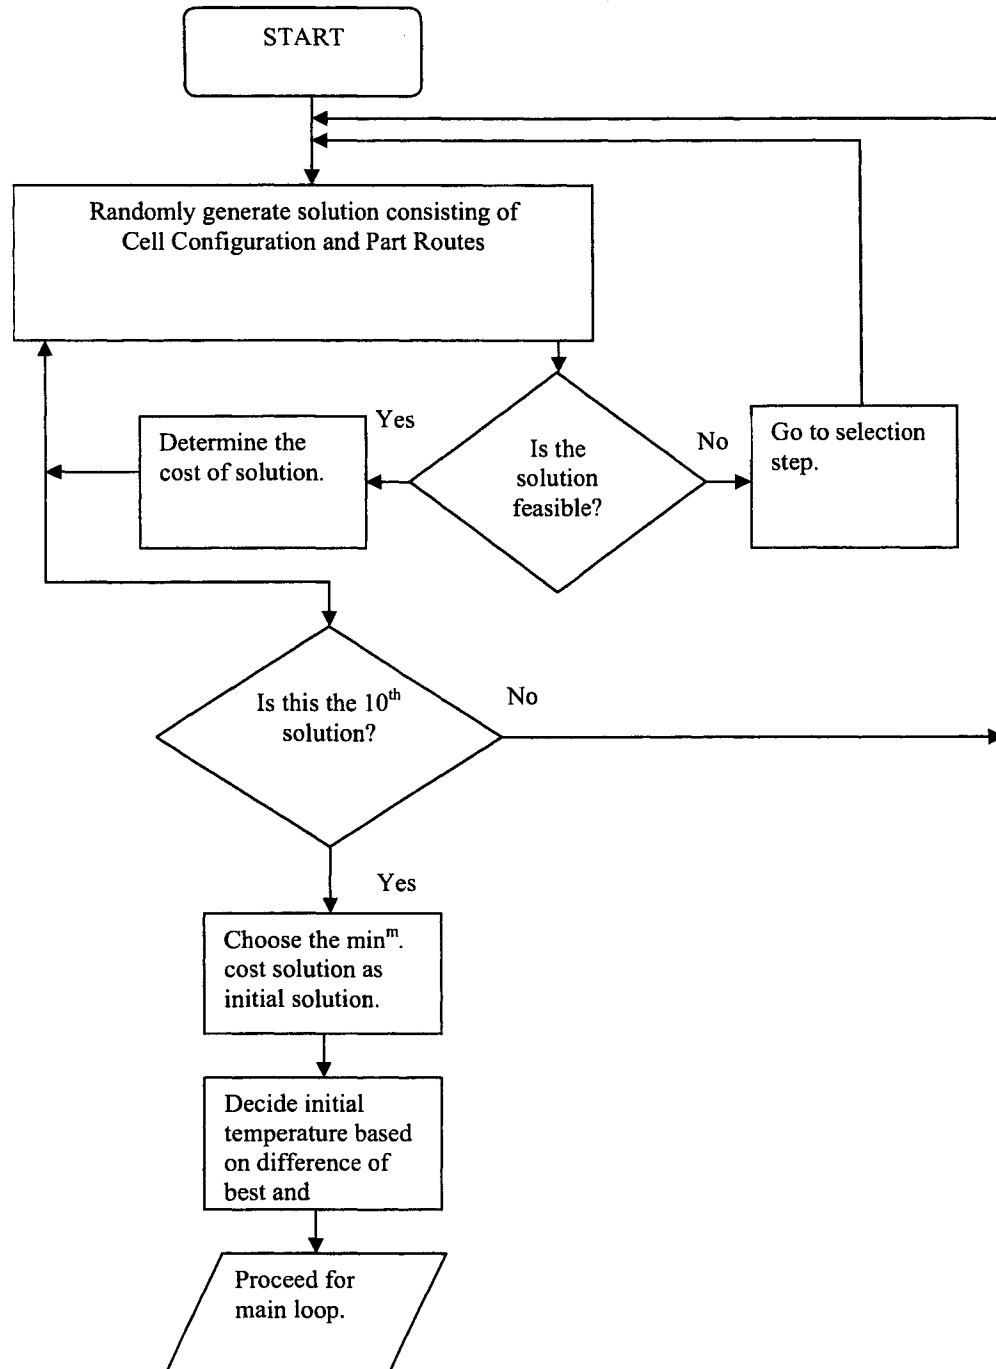 START
Randomly generate solution consisting of
Cell Configuration and Part Routes
Yes
Determine the
cost of solution.
Is the
solution
feasible?
No
Go to selection
step.
Is this the 10th
solution?
No
Yes
Choose the minm.
cost solution as
initial solution.
Decide initial
temperature based
on difference of
best and
Proceed for
main loop.